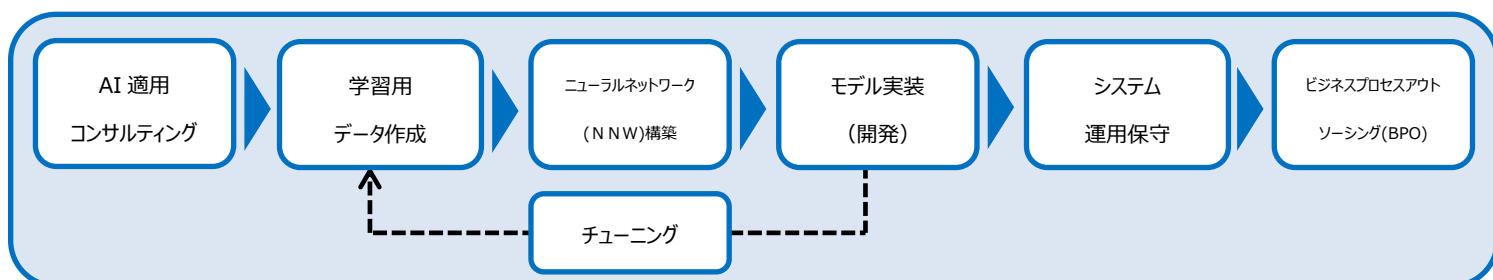 AI 適用
コンサルティング
学習用
データ作成
ニューラルネットワーク
(ＮＮＷ)構築
モデル実装
（開発）
システム
運用保守
ビジネスプロセスアウト
ソーシング(BPO)
チューニング